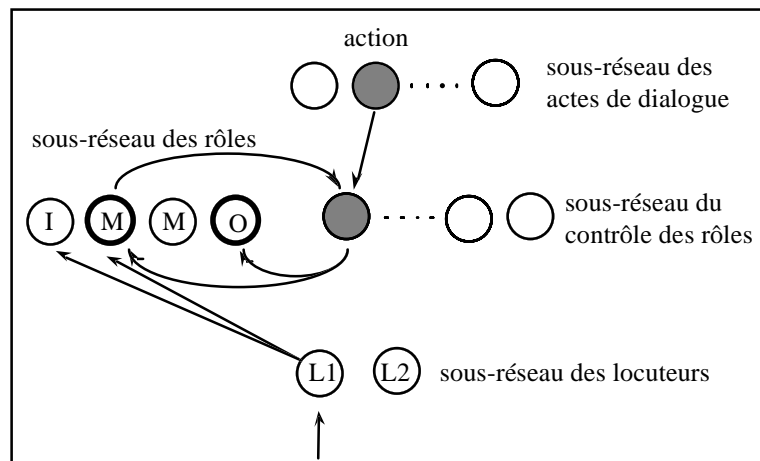 action
sous-réseau des
actes de dialogue
sous-réseau des rôles
I M M O
sous-réseau du
contrôle des rôles
L1 L2 sous-réseau des locuteurs